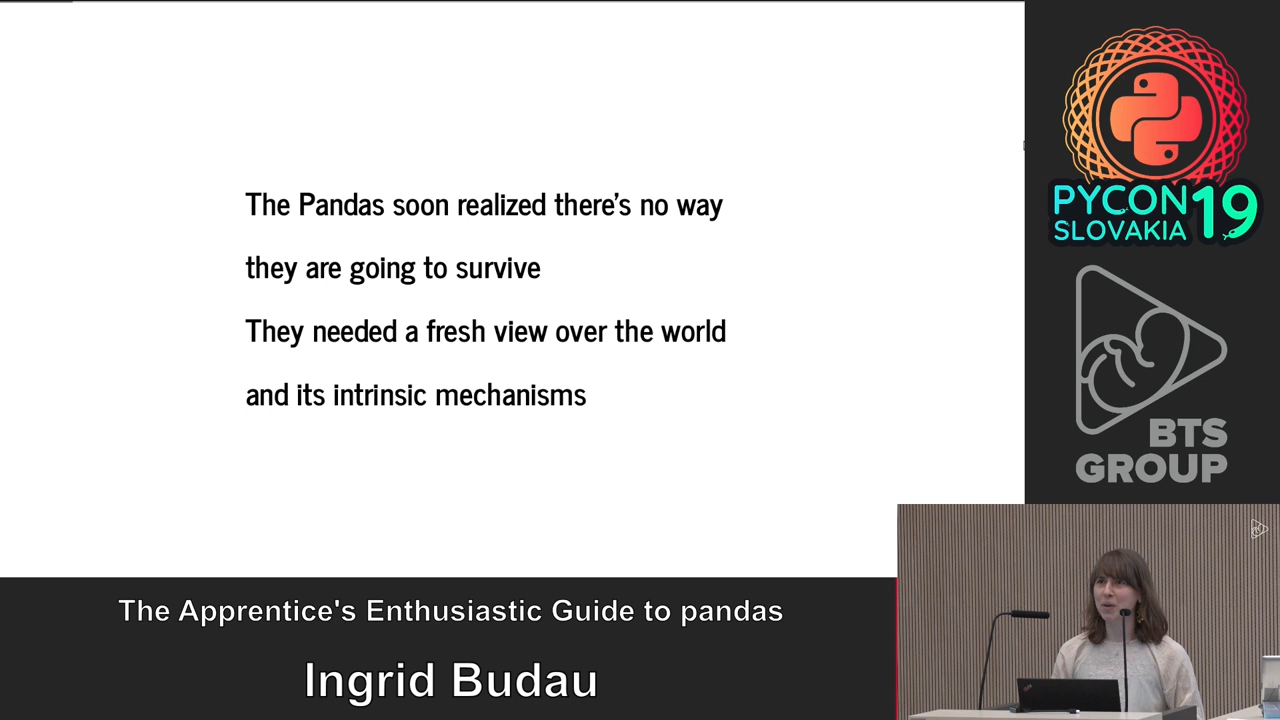 The Pandas soon realized there's no way
they are going to survive
They needed a fresh view over the world
and its intrinsic mechanisms
PYCON 19
SLOVAKIA
BTS
GROUP
The Apprentice's Enthusiastic Guide to pandas
Ingrid Budau